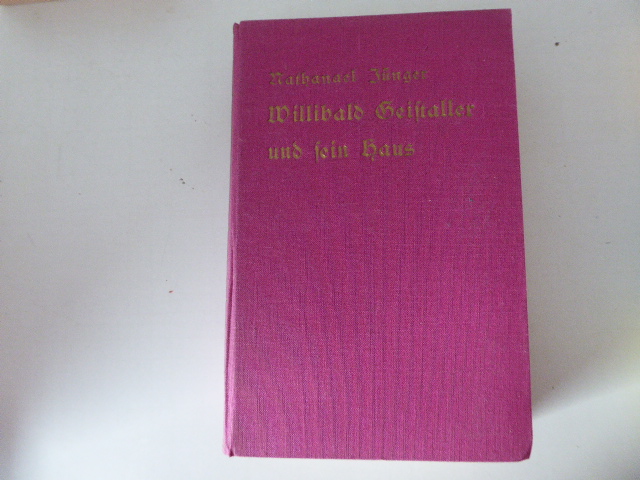 Nathanael Jünger
Willibald Geistaller
und sein Haus